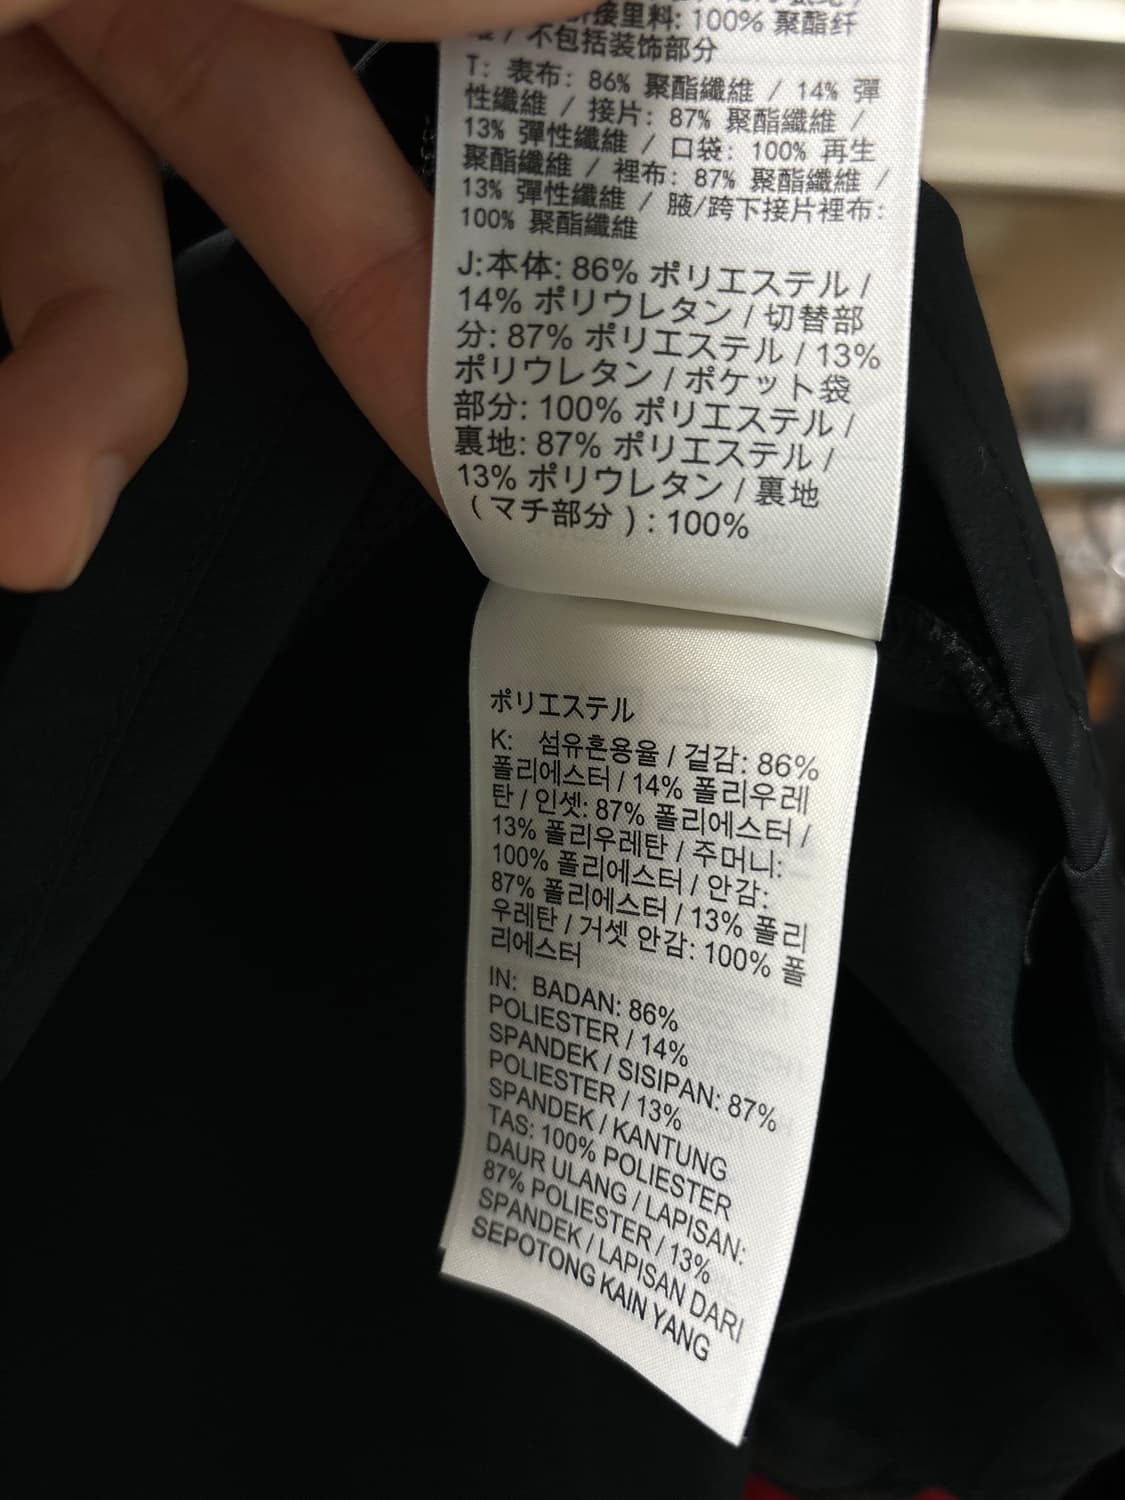 接里料: 100% 聚酯纤
维 / 不包括装饰部分
T: 表布: 86% 聚酯纖維 / 14% 彈
性纖維 / 接片: 87% 聚酯纖維 /
13% 彈性纖維 / 口袋: 100% 再生
聚酯纖維 / 裡布: 87% 聚酯纖維 /
13% 彈性纖維 / 腋/跨下接片裡布:
100% 聚酯纖維
J:本体: 86% ポリエステル /
14% ポリウレタン / 切替部
分: 87% ポリエステル / 13%
ポリウレタン / ポケット袋
部分: 100% ポリエステル /
裏地: 87% ポリエステル /
13% ポリウレタン / 裏地
(マチ部分) : 100%
ポリエステル
K: 섬유혼용율 / 겉감: 86%
폴리에스터 / 14% 폴리우레
탄 / 인셋: 87% 폴리에스터 /
13% 폴리우레탄 / 주머니:
100% 폴리에스터 / 안감:
87% 폴리에스터 / 13% 폴리
우레탄 / 거셋 안감: 100% 폴
리에스터
IN: BADAN: 86%
POLIESTER / 14%
SPANDEK / SISIPAN: 87%
POLIESTER / 13%
SPANDEK / KANTUNG
TAS: 100% POLIESTER
DAUR ULANG / LAPISAN:
87% POLIESTER / 13%
SPANDEK / LAPISAN DARI
SEPOTONG KAIN YANG